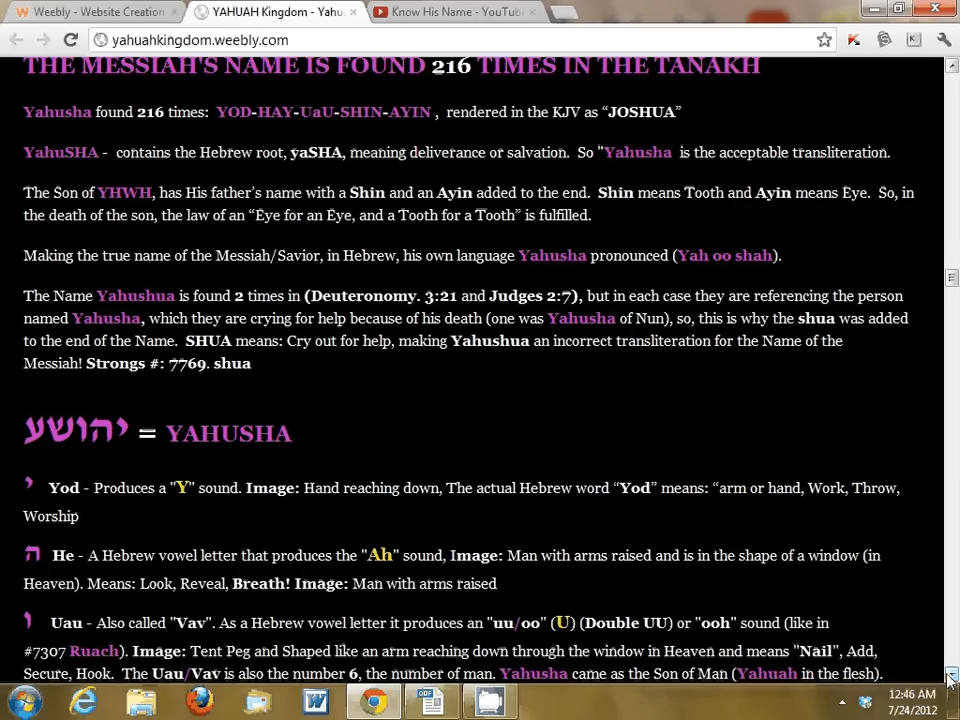 Weebly - Website Creation
YAHUAH Kingdom - Yahu
Know His Name - YouTub
yahuahkingdom.weebly.com
THE MESSIAH'S NAME IS FOUND 216 TIMES IN THE TANAKH
Yahusha found 216 times: YOD-HAY-UaU-SHIN-AYIN , rendered in the KJV as “JOSHUA”
YahuSHA - contains the Hebrew root, yaSHA, meaning deliverance or salvation. So "Yahusha is the acceptable transliteration.
The Son of YHWH, has His father's name with a Shin and an Ayin added to the end. Shin means Tooth and Ayin means Eye. So, in
the death of the son, the law of an “Eye for an Eye, and a Tooth for a Tooth” is fulfilled.
Making the true name of the Messiah/Savior, in Hebrew, his own language Yahusha pronounced (Yah oo shah).
The Name Yahushua is found 2 times in (Deuteronomy. 3:21 and Judges 2:7), but in each case they are referencing the person
named Yahusha, which they are crying for help because of his death (one was Yahusha of Nun), so, this is why the shua was added
to the end of the Name. SHUA means: Cry out for help, making Yahushua an incorrect transliteration for the Name of the
Messiah! Strongs #: 7769. shua
יהושע = YAHUSHA
י Yod - Produces a "Y" sound. Image: Hand reaching down, The actual Hebrew word “Yod” means: “arm or hand, Work, Throw,
Worship
ה He - A Hebrew vowel letter that produces the "Ah" sound, Image: Man with arms raised and is in the shape of a window (in
Heaven). Means: Look, Reveal, Breath! Image: Man with arms raised
ו Uau - Also called "Vav". As a Hebrew vowel letter it produces an "uu/oo" (U) (Double UU) or "ooh" sound (like in
#7307 Ruach). Image: Tent Peg and Shaped like an arm reaching down through the window in Heaven and means "Nail", Add,
Secure, Hook. The Uau/Vav is also the number 6, the number of man. Yahusha came as the Son of Man (Yahuah in the flesh).
12:46 AM
7/24/2012